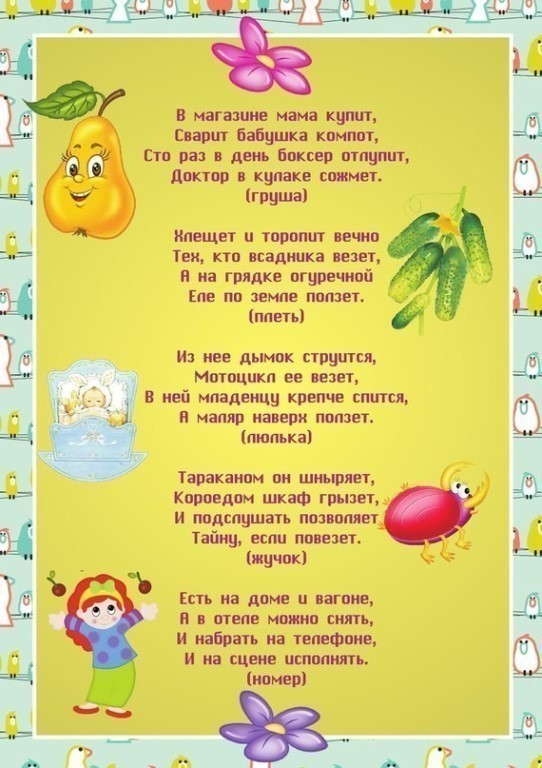 В магазине мама купит,
Сварит бабушка компот,
Сто раз в день боксер отлупит,
Доктор в кулаке сожмет.
(груша)
Хлещет и торопит вечно
Тех, кто всадника везет,
А на грядке огуречной
Еле по земле ползет.
(плеть)
Из нее дымок струится,
Мотоцикл ее везет,
В ней младенцу крепче спится,
А маляр наверх ползет.
(люлька)
Тараканом он шныряет,
Короедом шкаф грызет,
И подслушать позволяет
Тайну, если повезет.
(жучок)
Есть на доме и вагоне,
А в отеле можно снять,
И набрать на телефоне,
И на сцене исполнять.
(номер)